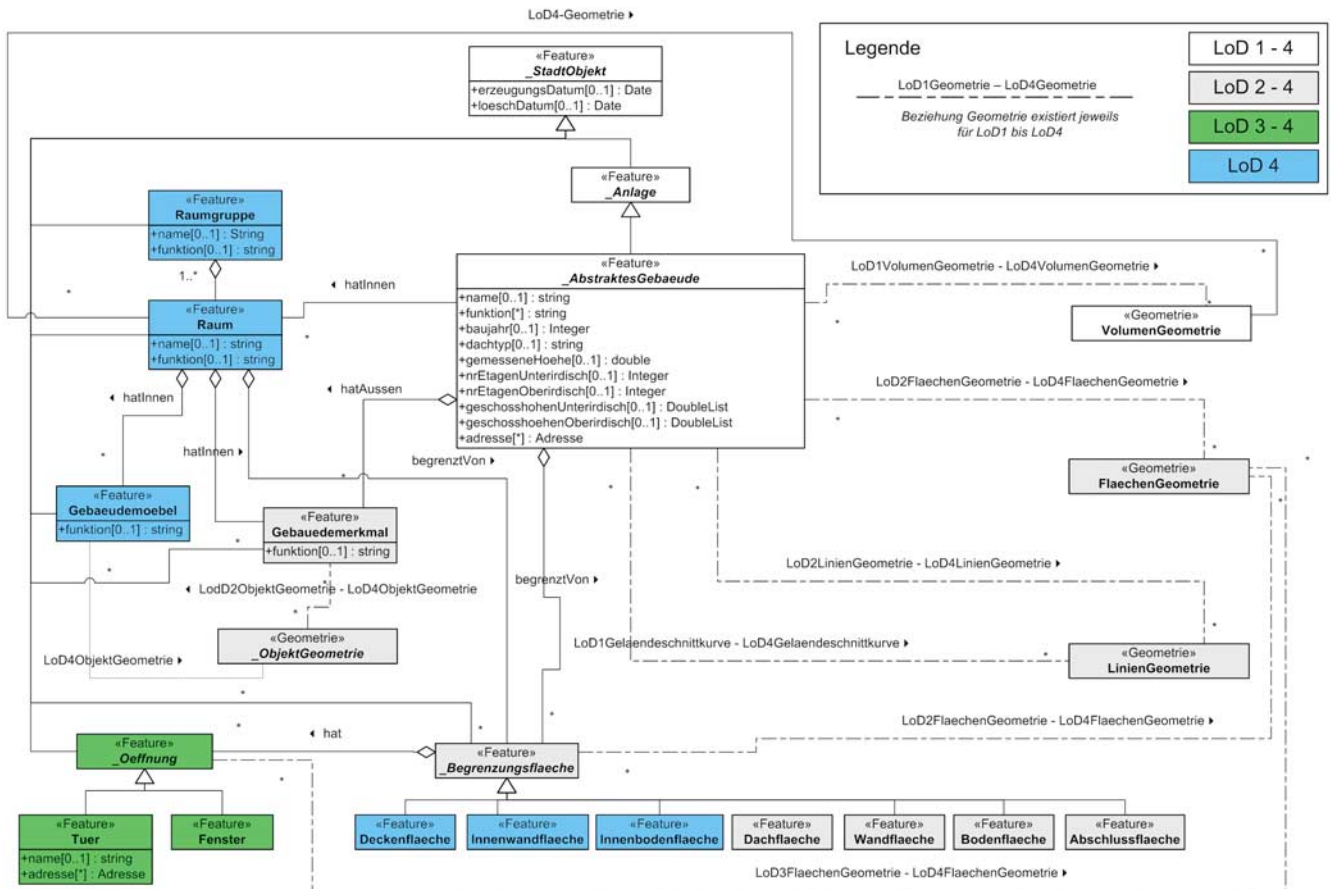 LoD4-Geometrie ▸
«Feature»
_StadtObjekt
+erzeugungsDatum[0..1] : Date
+loeschDatum[0..1] : Date
Legende
LoD1Geometrie – LoD4Geometrie
Beziehung Geometrie existiert jeweils
für LoD1 bis LoD4
LoD 1 - 4
LoD 2 - 4
LoD 3 - 4
LoD 4
«Feature»
_Anlage
«Feature»
Raumgruppe
+name[0..1] : String
+funktion[0..1] : string
1..*
*
◂ hatInnen
«Feature»
Raum
+name[0..1] : string
+funktion[0..1] : string
*
«Feature»
_AbstraktesGebaeude
+name[0..1] : string
+funktion[*] : string
+baujahr[0..1] : Integer
+dachtyp[0..1] : string
+gemesseneHoehe[0..1] : double
+nrEtagenUnterirdisch[0..1] : Integer
+nrEtagenOberirdisch[0..1] : Integer
+geschosshohenUnterirdisch[0..1] : DoubleList
+geschosshoehenOberirdisch[0..1] : DoubleList
+adresse[*] : Adresse
*
LoD1VolumenGeometrie - LoD4VolumenGeometrie ▸
*
*
«Geometrie»
VolumenGeometrie
◂ hatAussen
LoD2FlaechenGeometrie - LoD4FlaechenGeometrie ▸
*
*
*
◂ hatInnen
hatInnen ▸
begrenztVon ▸
*
*
*
*
«Geometrie»
FlaechenGeometrie
*
«Feature»
Gebaeudemoebel
+funktion[0..1] : string
«Feature»
Gebauedemerkmal
+funktion[0..1] : string
*
*
LoD2LinienGeometrie - LoD4LinienGeometrie ▸
begrenztVon ▸
◂ LodD2ObjektGeometrie - LoD4ObjektGeometrie
*
*
«Geometrie»
_ObjektGeometrie
LoD4ObjektGeometrie ▸
LoD1Gelaendeschnittkurve - LoD4Gelaendeschnittkurve ▸
*
«Geometrie»
LinienGeometrie
*
*
*
*
LoD2FlaechenGeometrie - LoD4FlaechenGeometrie ▸
◂ hat
«Feature»
_Oeffnung
*
«Feature»
_Begrenzungsflaeche
*
«Feature»
Tuer
+name[0..1] : string
+adresse[*] : Adresse
«Feature»
Fenster
«Feature»
Deckenflaeche
«Feature»
Innenwandflaeche
«Feature»
Innenbodenflaeche
«Feature»
Dachflaeche
«Feature»
Wandflaeche
«Feature»
Bodenflaeche
«Feature»
Abschlussflaeche
LoD3FlaechenGeometrie - LoD4FlaechenGeometrie ▸